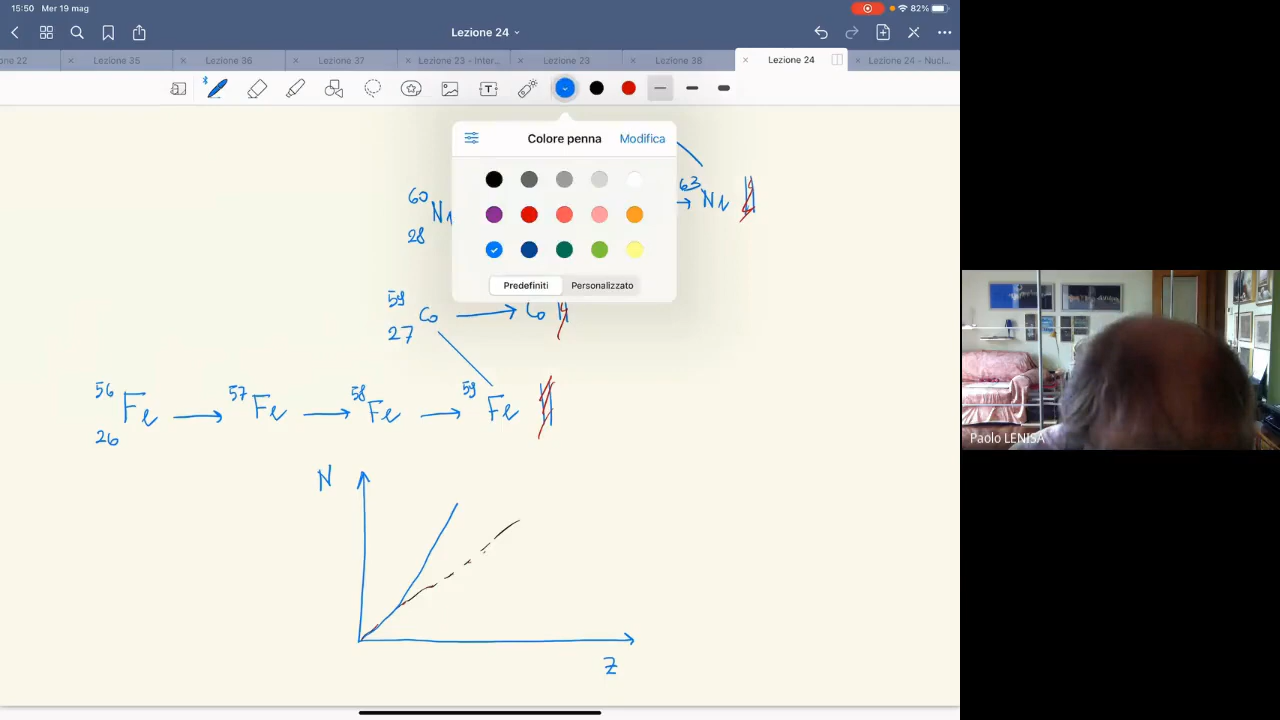 15:50 Mer 19 mag
82%
Lezione 24
ne 22
Lezione 35
Lezione 36
Lezione 37
Lezione 23 - Inter...
Lezione 23
Lezione 38
Lezione 24
Lezione 24 - Nucl...
Colore penna
Modifica
Predefiniti
Personalizzato
60
28
63 Ni
59
27 Co → Co
56
26 Fe → 57 Fe → 58 Fe → 59 Fe
N
Z
Paolo LENISA